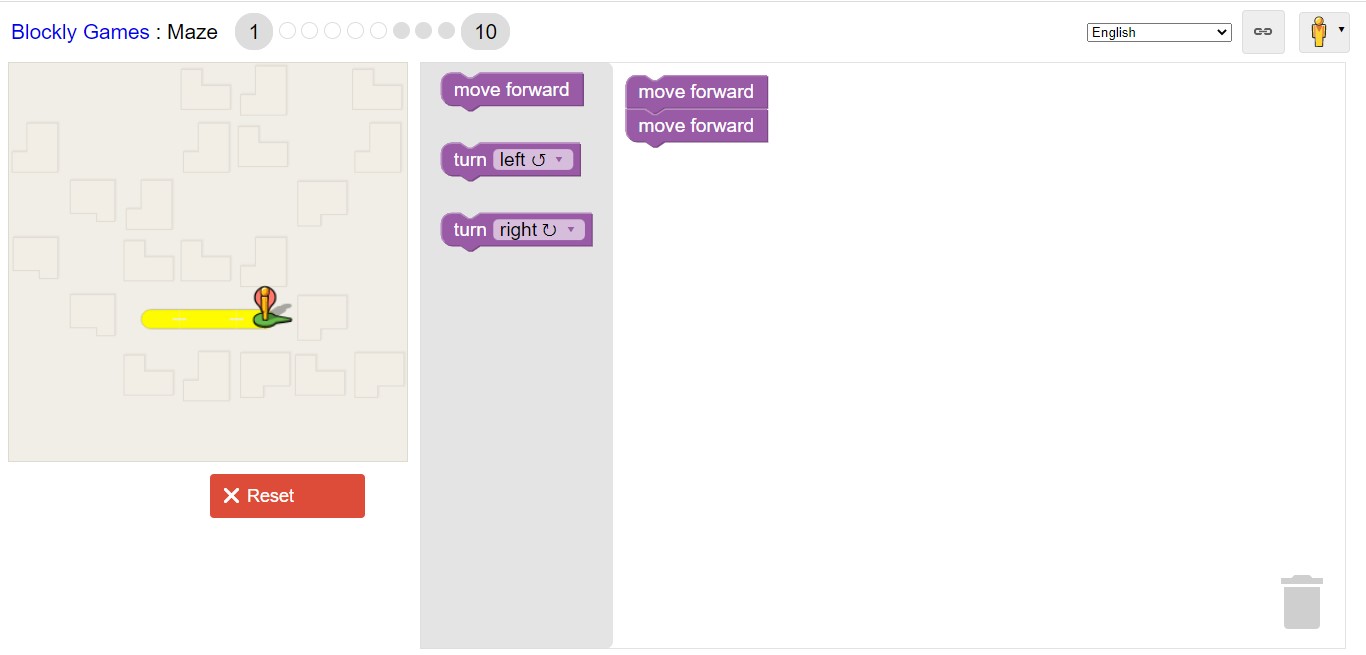 Blockly Games : Maze 1 10
English
move forward
turn left ↺
turn right ↻
move forward
move forward
Reset